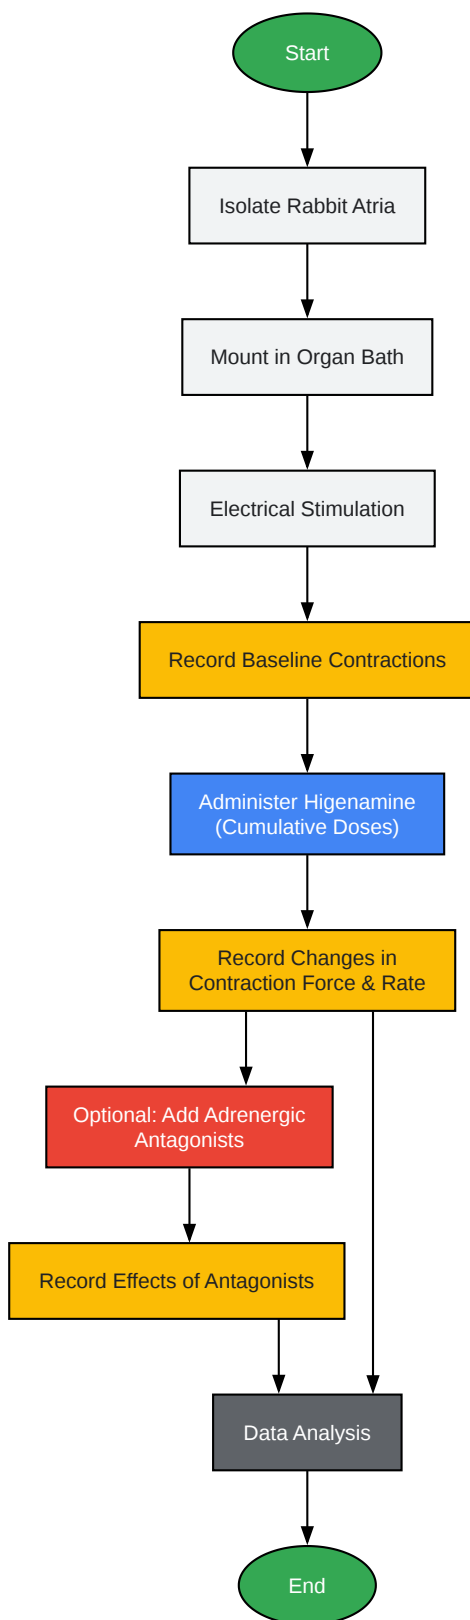 Start
Isolate Rabbit Atria
Mount in Organ Bath
Electrical Stimulation
Record Baseline Contractions
Administer Higenamine
(Cumulative Doses)
Record Changes in
Contraction Force & Rate
Optional: Add Adrenergic
Antagonists
Record Effects of Antagonists
Data Analysis
End